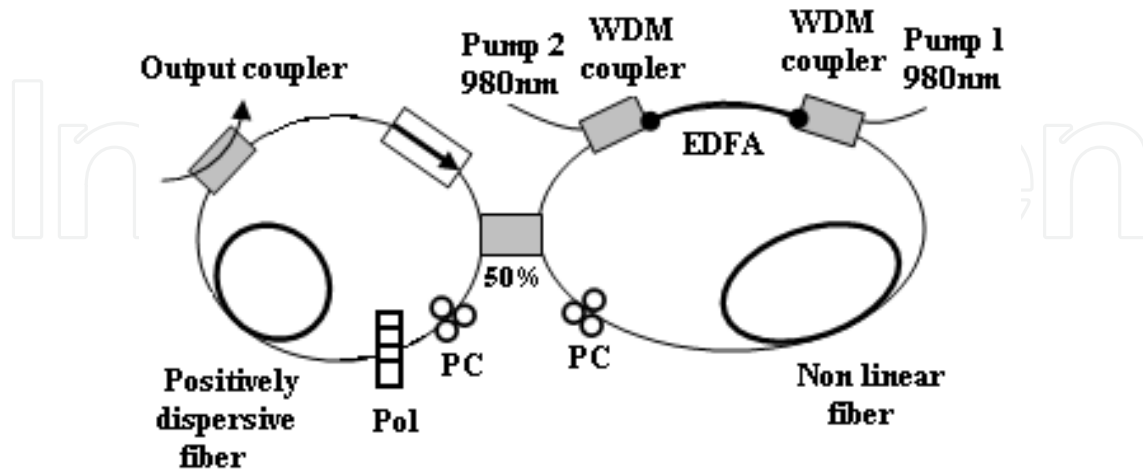 Pump 2
980nm
WDM
coupler
WDM
coupler
Pump 1
980nm
Output coupler
EDFA
50%
PC
PC
Pol
Positively
dispersive
fiber
Non linear
fiber